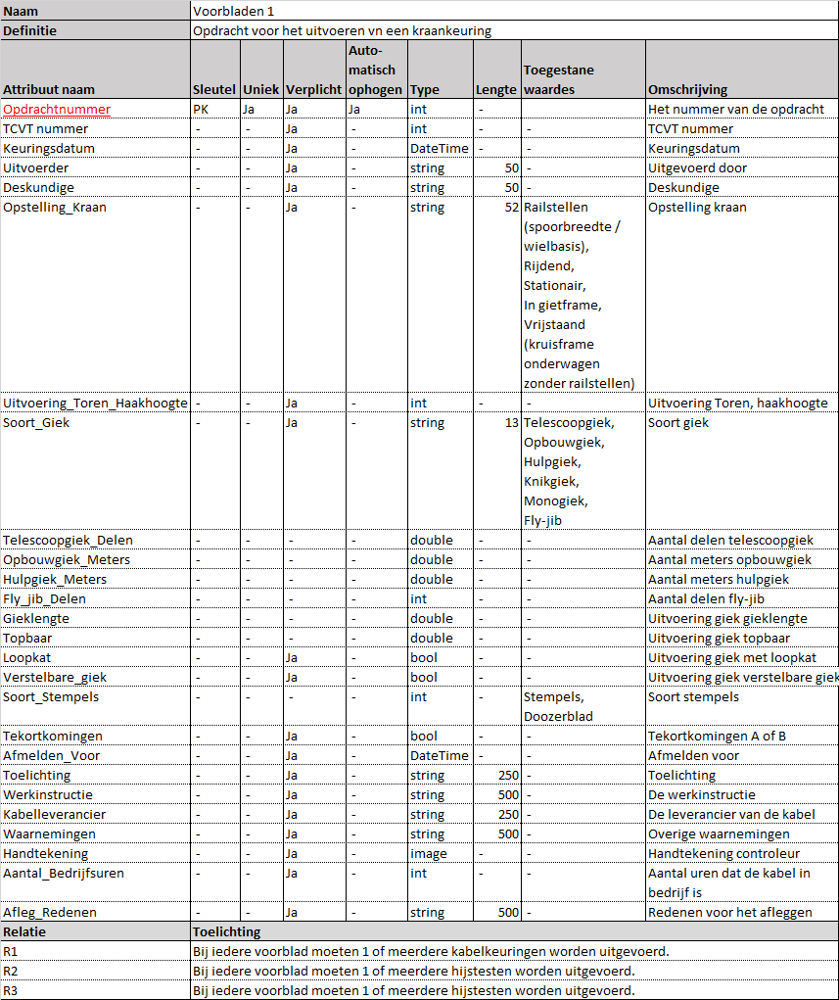 Naam Voorbladen 1
Definitie Opdracht voor het uitvoeren vn een kraankeuring
Attribuut naam Sleutel Uniek Verplicht Auto-
matisch
ophogen Type Lengte Toegestane
waardes Omschrijving
Opdrachtnummer PK Ja Ja Ja int - Het nummer van de opdracht
TCVT nummer - - Ja - int - - TCVT nummer
Keuringsdatum - - Ja - DateTime - - Keuringsdatum
Uitvoerder - - Ja - string 50 - Uitgevoerd door
Deskundige - - Ja - string 50 - Deskundige
Opstelling_Kraan - - Ja - string 52 Railstellen Opstelling kraan
(spoorbreedte /
wielbasis),
Rijdend,
Stationair,
In gietframe,
Vrijstaand
(kruisframe
onderwagen
zonder railstellen)
Uitvoering_Toren_Haakhoogte - - Ja - int - - Uitvoering Toren, haakhoogte
Soort_Giek - - Ja - string 13 Telescoopgiek, Soort giek
Opbouwgiek,
Hulpgiek,
Knikgiek,
Monogiek,
Fly-jib
Telescoopgiek_Delen - - - - double - - Aantal delen telescoopgiek
Opbouwgiek_Meters - - - - double - - Aantal meters opbouwgiek
Hulpgiek_Meters - - - - double - - Aantal meters hulpgiek
Fly_jib_Delen - - - - int - - Aantal delen fly-jib
Gieklengte - - - - double - - Uitvoering giek gieklengte
Topbaar - - - - double - - Uitvoering giek topbaar
Loopkat - - Ja - bool - - Uitvoering giek met loopkat
Verstelbare_giek - - Ja - bool - - Uitvoering giek verstelbare giek
Soort_Stempels - - - - int - Stempels, Soort stempels
Doozerblad
Tekortkomingen - - Ja - bool - - Tekortkomingen A of B
Afmelden_Voor - - Ja - DateTime - - Afmelden voor
Toelichting - - Ja - string 250 - Toelichting
Werkinstructie - - Ja - string 500 - De werkinstructie
Kabelleverancier - - Ja - string 250 - De leverancier van de kabel
Waarnemingen - - Ja - string 500 - Overige waarnemingen
Handtekening - - Ja - image - - Handtekening controleur
Aantal_Bedrijfsuren - - Ja - int - - Aantal uren dat de kabel in
bedrijf is
Afleg_Redenen - - Ja - string 500 - Redenen voor het afleggen
Relatie Toelichting
R1 Bij iedere voorblad moeten 1 of meerdere kabelkeuringen worden uitgevoerd.
R2 Bij iedere voorblad moeten 1 of meerdere hijstesten worden uitgevoerd.
R3 Bij iedere voorblad moeten 1 of meerdere hijstesten worden uitgevoerd.